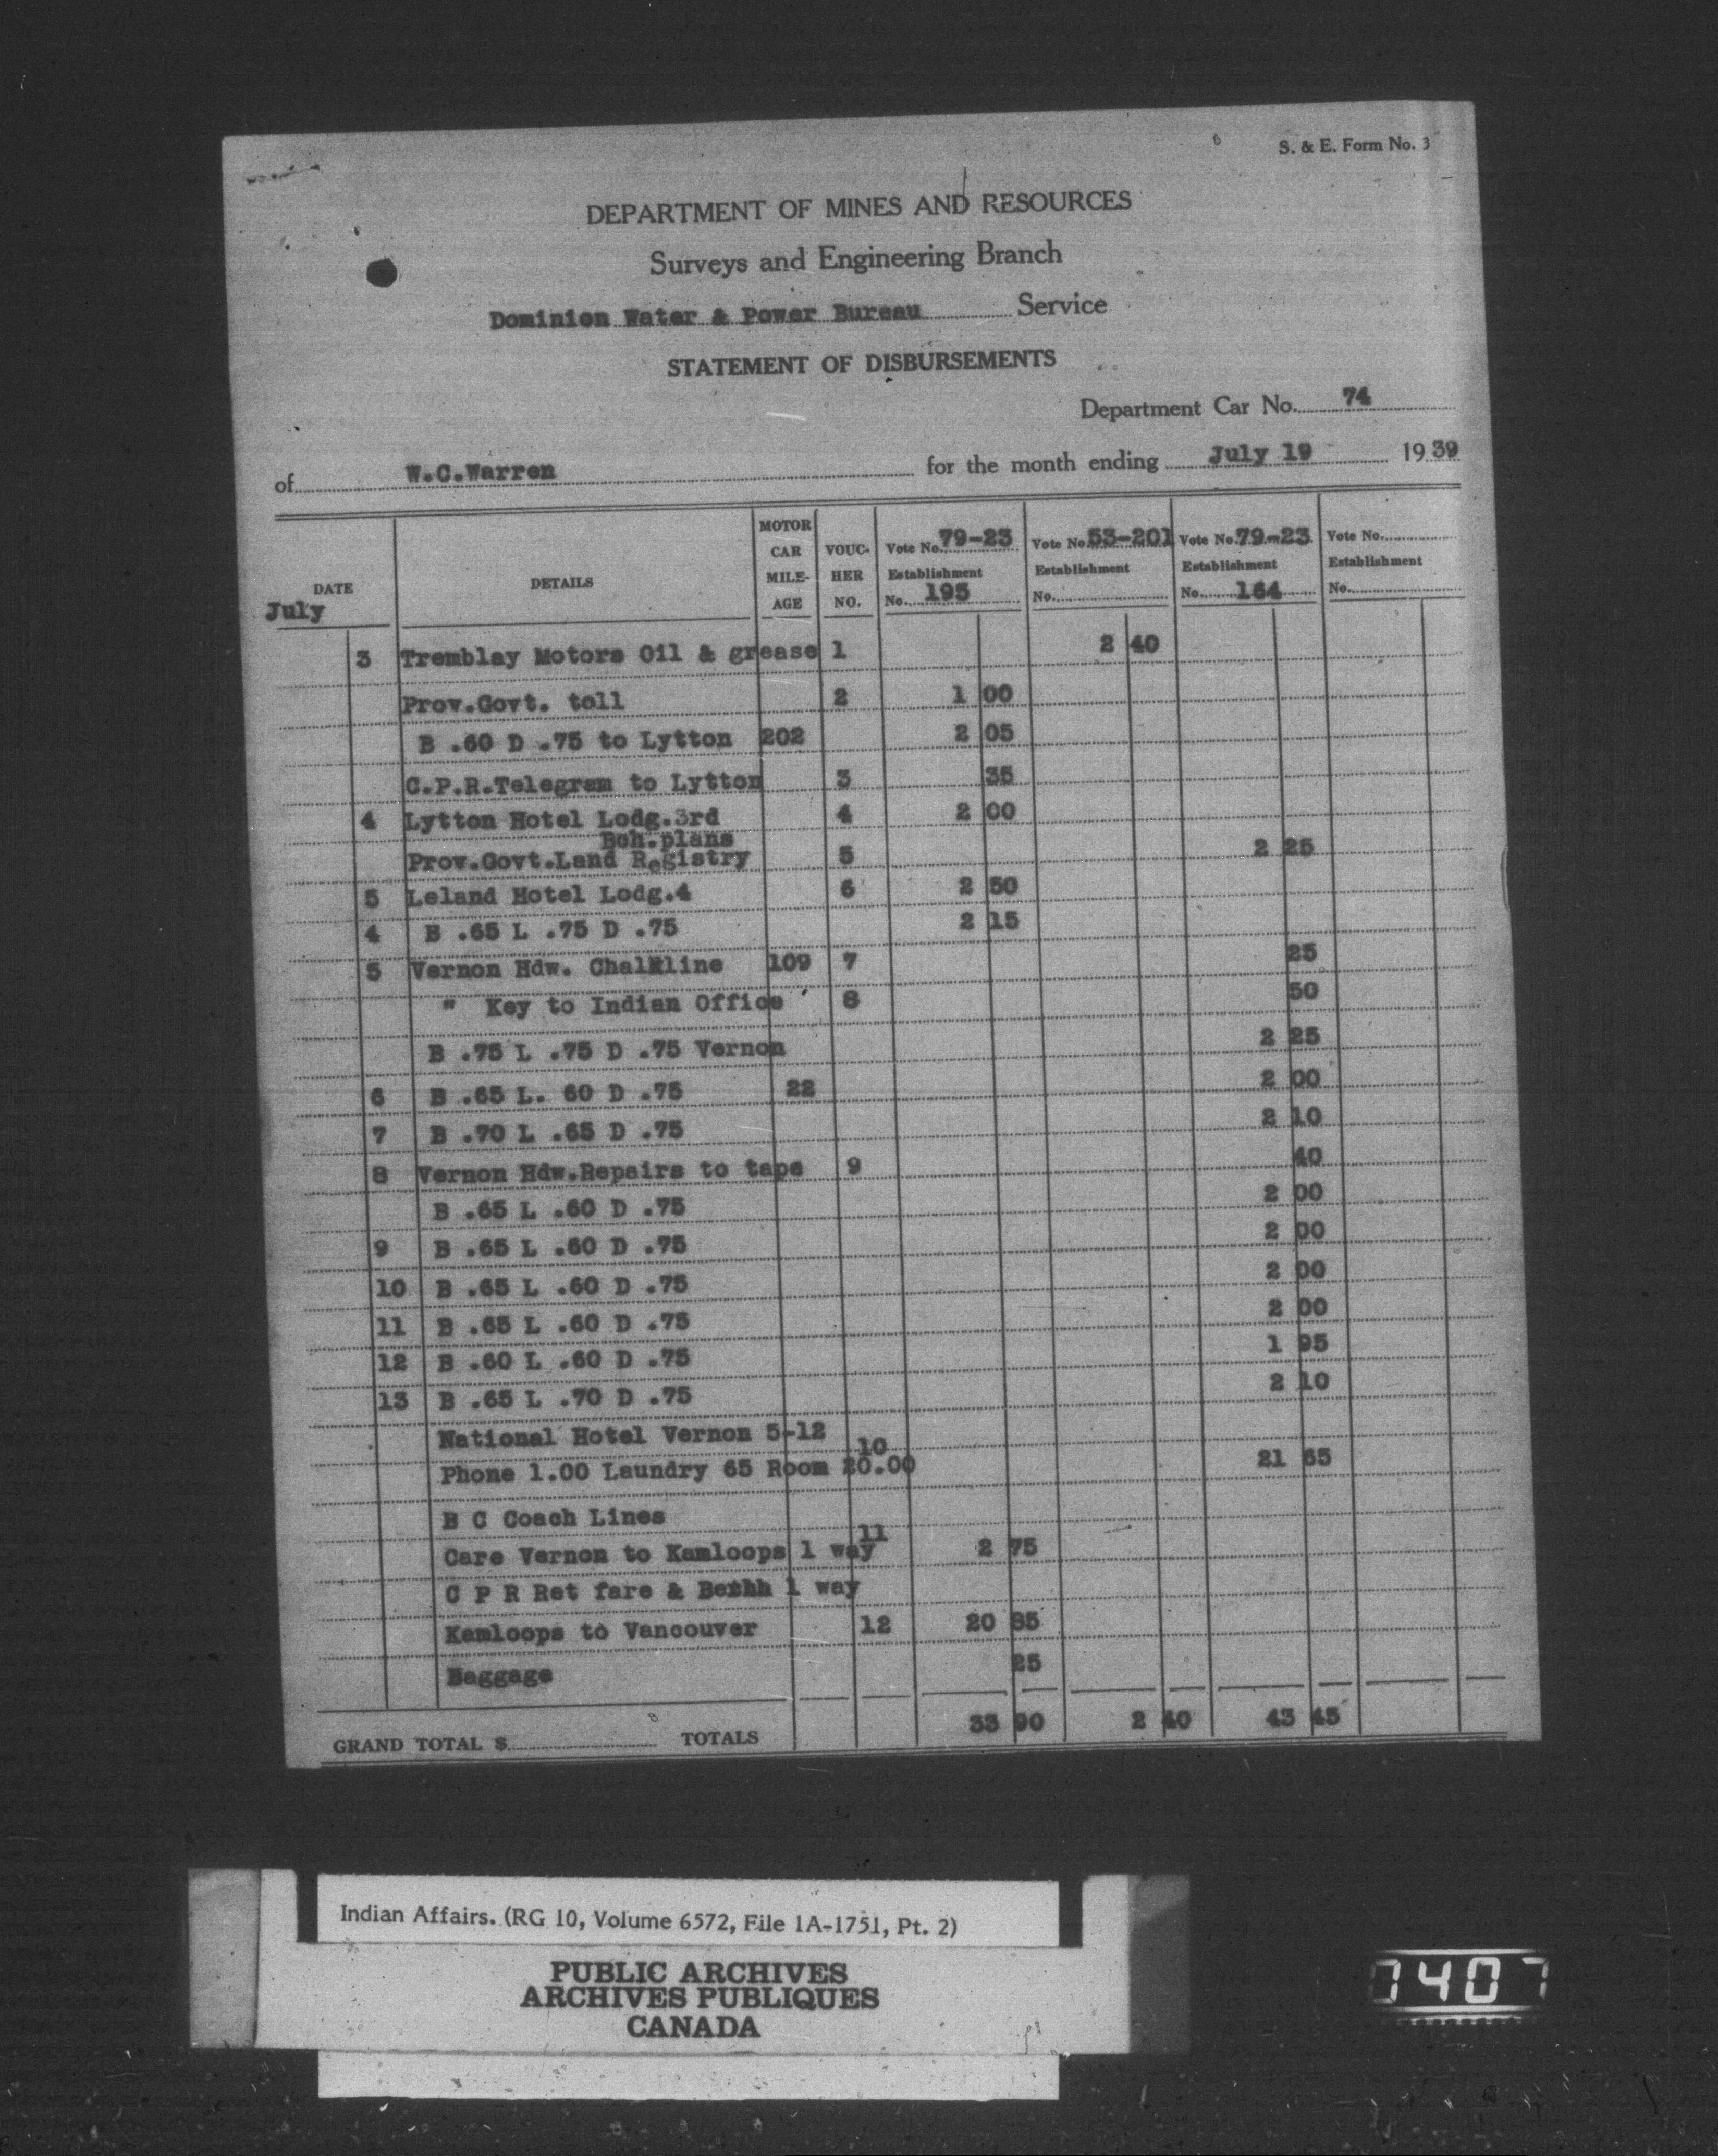 S. & E. Form No. 3
DEPARTMENT OF MINES AND RESOURCES
Surveys and Engineering Branch
Dominion Water & Power Bureau Service
STATEMENT OF DISBURSEMENTS
Department Car No. 74
of W.C.Warren for the month ending July 19 1939
DATE DETAILS MOTOR CAR MILE- AGE VOUC- HER NO. Vote No. 79-23 Establishment No. 195 Vote No. 53-201 Establishment No. Vote No. 79-23 Establishment No. 164 Vote No. Establishment No.
July
3 Tremblay Motors Oil & grease 1 2 40
Prov.Govt. toll 2 1 00
B .60 D .75 to Lytton 202 2 05
C.P.R.Telegram to Lytton 3 35
4 Lytton Hotel Lodg.3rd 4 2 00
Bch.plans
Prov.Govt.Land Registry 5 2 25
5 Leland Hotel Lodg.4 6 2 50
4 B .65 L .75 D .75 2 15
5 Vernon Hdw. Chalkline 109 7 25
" Key to Indian Office 8 50
B .75 L .75 D .75 Vernon 2 25
6 B .65 L. 60 D .75 22 2 00
7 B .70 L .65 D .75 2 10
8 Vernon Hdw.Repairs to tape 9 40
B .65 L .60 D .75 2 00
9 B .65 L .60 D .75 2 00
10 B .65 L .60 D .75 2 00
11 B .65 L .60 D .75 2 00
12 B .60 L .60 D .75 1 95
13 B .65 L .70 D .75 2 10
National Hotel Vernon 5-12
Phone 1.00 Laundry 65 Room 20.00 10 21 65
B C Coach Lines
Care Vernon to Kamloops 1 way 11 2 75
C P R Ret fare & 1 way
Kamloops to Vancouver 12 20 85
Baggage 25
GRAND TOTAL $ TOTALS 33 90 2 40 43 45
Indian Affairs. (RG 10, Volume 6572, File 1A-1751, Pt. 2)
PUBLIC ARCHIVES
ARCHIVES PUBLIQUES
CANADA
7407